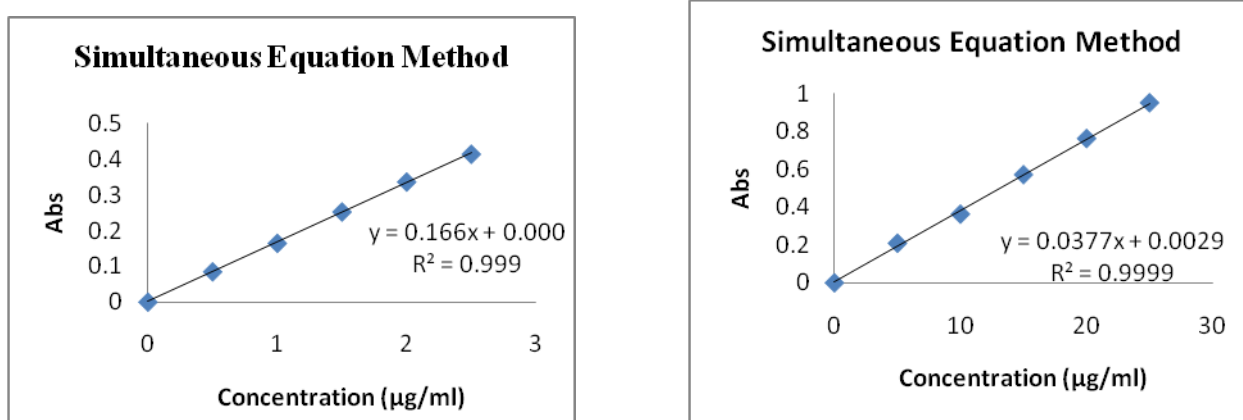 Simultaneous Equation Method
0.5
0.4
0.3
0.2
0.1
0
Abs
y = 0.166x + 0.000
R² = 0.999
0 1 2 3
Concentration (µg/ml)
Simultaneous Equation Method
1
0.8
0.6
0.4
0.2
0
Abs
y = 0.0377x + 0.0029
R² = 0.9999
0 10 20 30
Concentration (µg/ml)